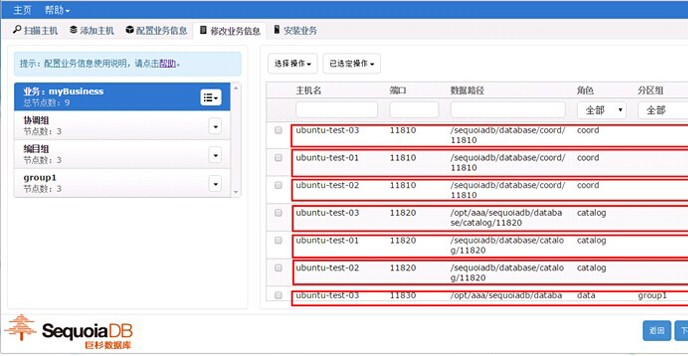 主页 帮助
扫描主机 添加主机 配置业务信息 修改业务信息 安装业务
提示：配置业务信息使用说明，请点击帮助。
业务：myBusiness
总节点数：9
协调组
节点数：3
编目组
节点数：3
group1
节点数：3
选择操作 已选定操作
主机名 端口 数据路径 角色 分区组
全部 全部
ubuntu-test-03 11810 /sequoiadb/database/coord/ coord
11810
ubuntu-test-01 11810 /sequoiadb/database/coord/ coord
11810
ubuntu-test-02 11810 /sequoiadb/database/coord/ coord
11810
ubuntu-test-03 11820 /opt/aaa/sequoiadb/databa catalog
se/catalog/11820
ubuntu-test-01 11820 /sequoiadb/database/catalo catalog
g/11820
ubuntu-test-02 11820 /sequoiadb/database/catalo catalog
g/11820
ubuntu-test-03 11830 /opt/aaa/sequoiadb/databa data group1
SequoiaDB
巨杉数据库
返回 下